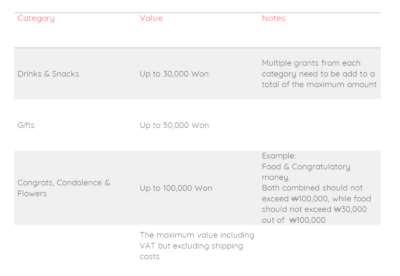 Category Value Notes
Drinks & Snacks
Up to 30,000 Won
Multiple grants from each
category need to be add to a
total of the maximum amount
Gifts
Up to 50,000 Won
Congrats, Condolence &
Flowers
Up to 100,000 Won
Example:
Food & Congratulatory
money.
Both combined should not
exceed ₩100,000, while food
should not exceed ₩30,000
out of ₩100,000
The maximum value including
VAT but excluding shipping
costs